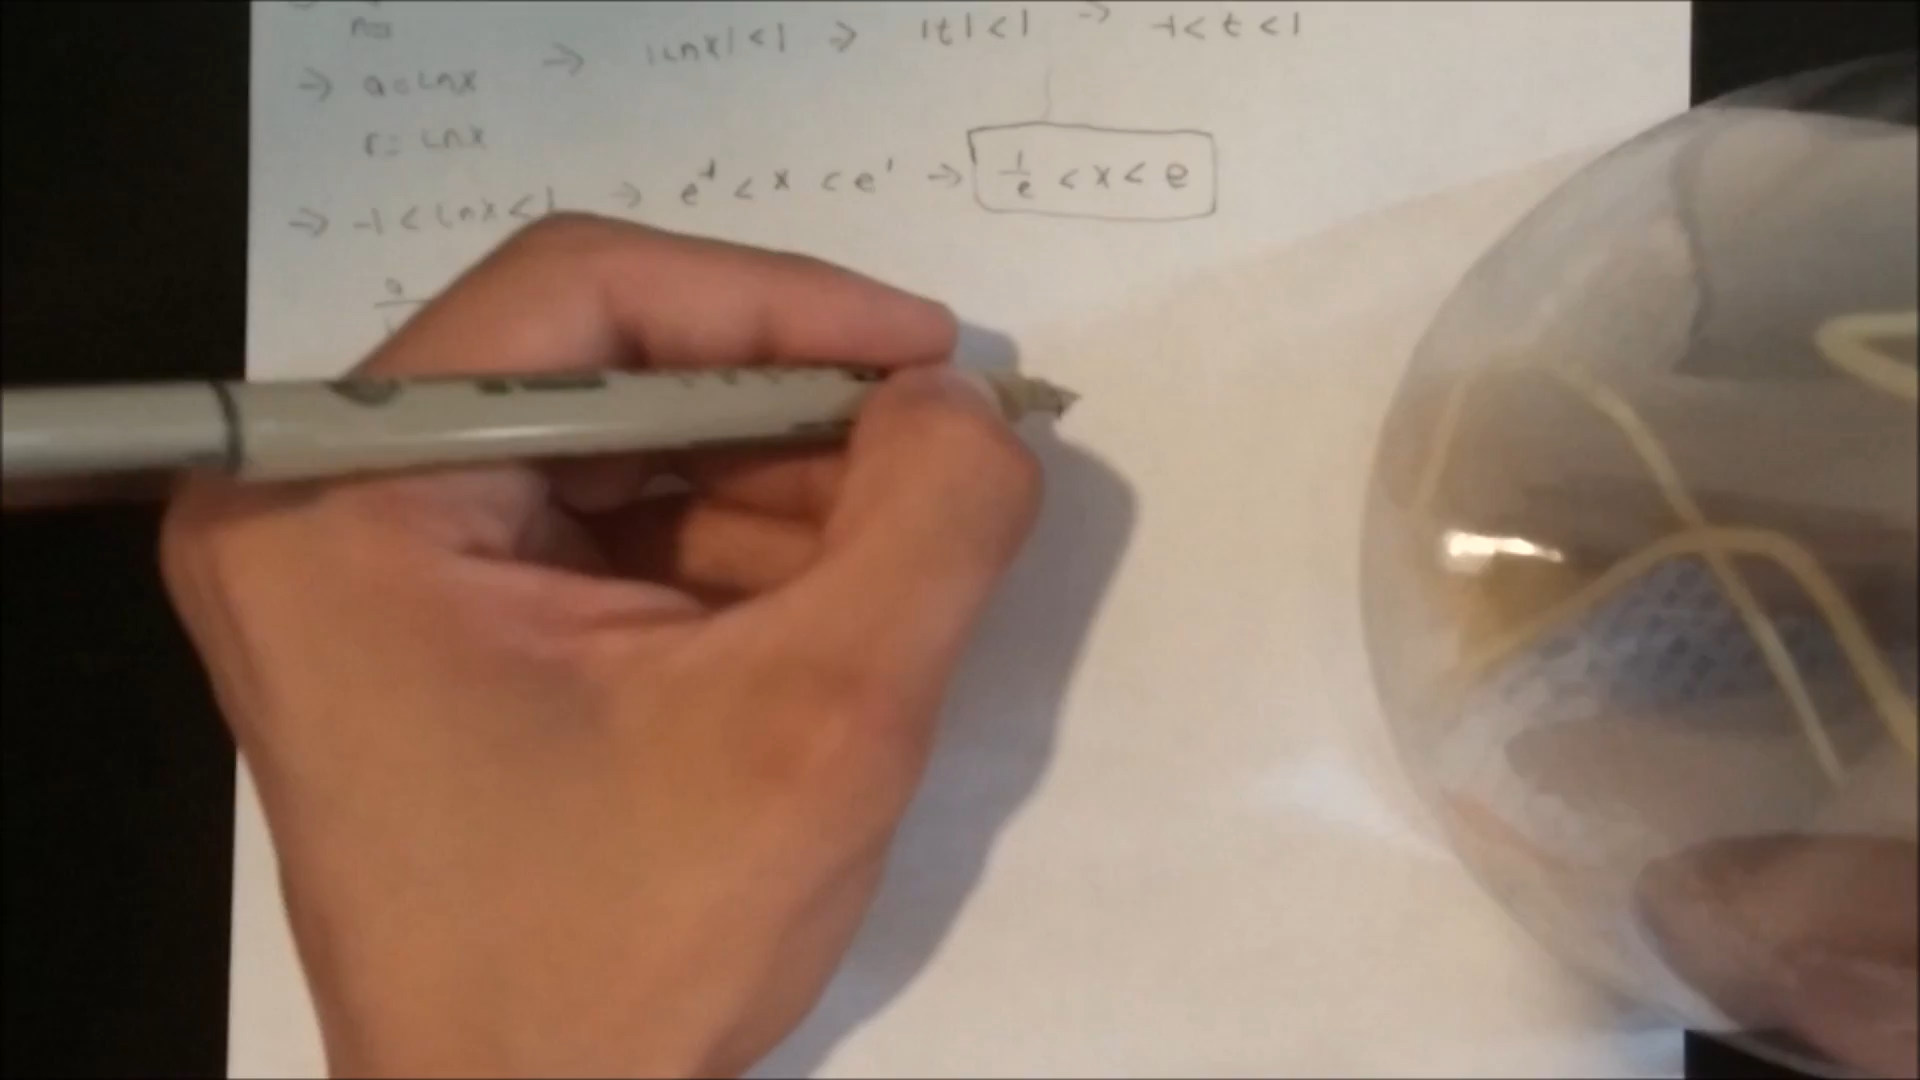 → a=lnx → |lnx|<1 → |t|<1 → -1<t<1
r=lnx
→ -1<lnx<1 → e⁻¹<x<e¹ → 1/e<x<e
a